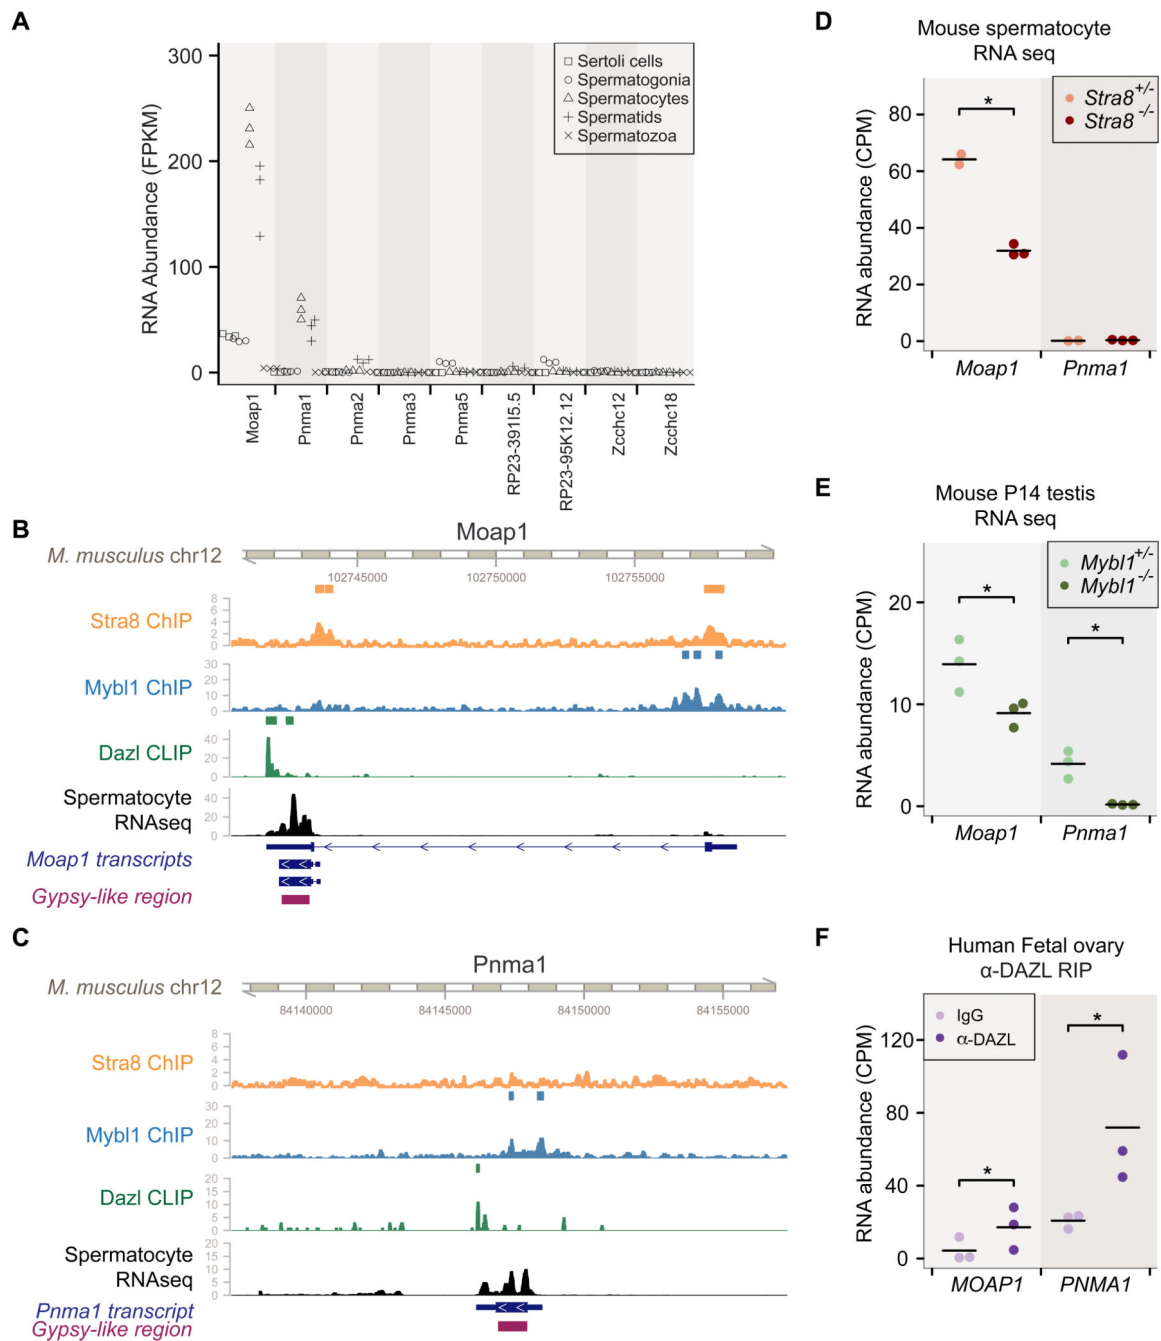 A
RNA Abundance (FPKM)
300
200
100
0
Sertoli cells
Spermatogonia
Spermatocytes
Spermatids
Spermatozoa
Moap1
Pnma1
Pnma2
Pnma3
Pnma5
RP23-391I5.5
RP23-95K12.12
Zcchc12
Zcchc18
B
Moap1
M. musculus chr12
102745000 102750000 102755000
Stra8 ChIP
8
6
4
2
0
Mybl1 ChIP
30
20
10
0
Dazl CLIP
40
20
0
Spermatocyte
RNAseq
40
20
0
Moap1 transcripts
Gypsy-like region
C
Pnma1
M. musculus chr12
84140000 84145000 84150000 84155000
Stra8 ChIP
8
6
4
2
0
Mybl1 ChIP
30
20
10
0
Dazl CLIP
20
15
10
5
0
Spermatocyte
RNAseq
20
15
10
5
0
Pnma1 transcript
Gypsy-like region
D
Mouse spermatocyte
RNA seq
RNA abundance (CPM)
80
60
40
20
0
*
Stra8+/-
Stra8-/-
Moap1 Pnma1
E
Mouse P14 testis
RNA seq
RNA abundance (CPM)
20
10
0
*
*
Mybl1+/-
Mybl1-/-
Moap1 Pnma1
F
Human Fetal ovary
α-DAZL RIP
RNA abundance (CPM)
120
80
40
0
IgG
α-DAZL
*
*
MOAP1 PNMA1